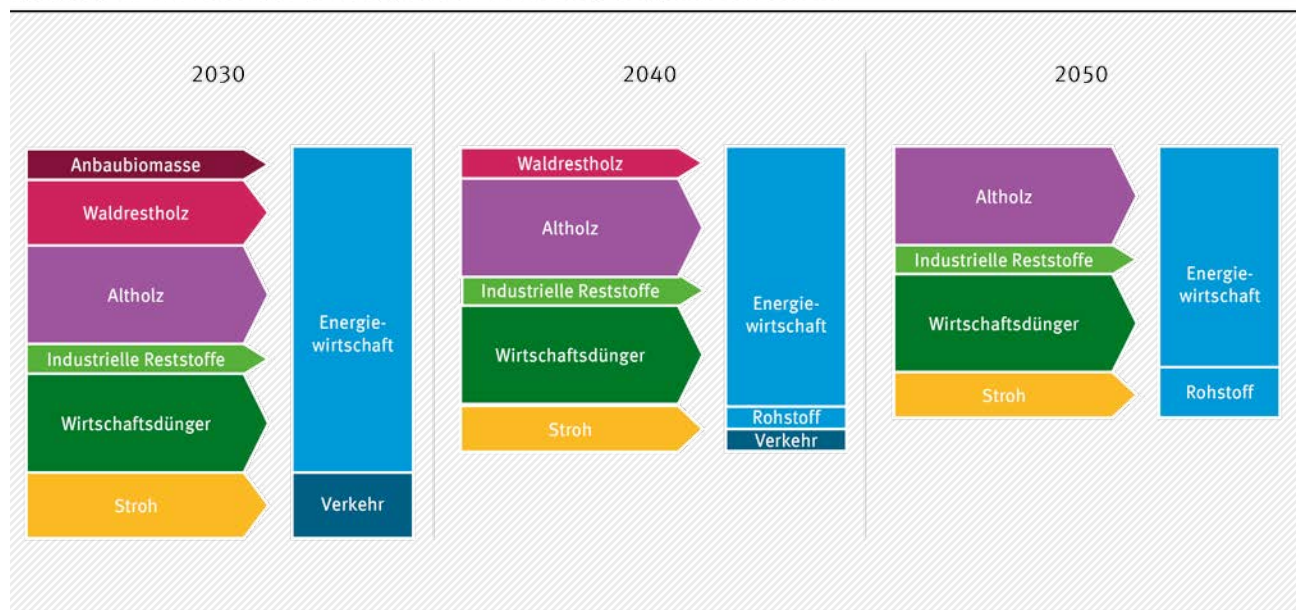 2030
Anbaubiomasse
Waldrestholz
Altholz
Industrielle Reststoffe
Wirtschaftsdünger
Stroh
Energie-
wirtschaft
Verkehr
2040
Waldrestholz
Altholz
Industrielle Reststoffe
Wirtschaftsdünger
Stroh
Energie-
wirtschaft
Rohstoff
Verkehr
2050
Altholz
Industrielle Reststoffe
Wirtschaftsdünger
Stroh
Energie-
wirtschaft
Rohstoff